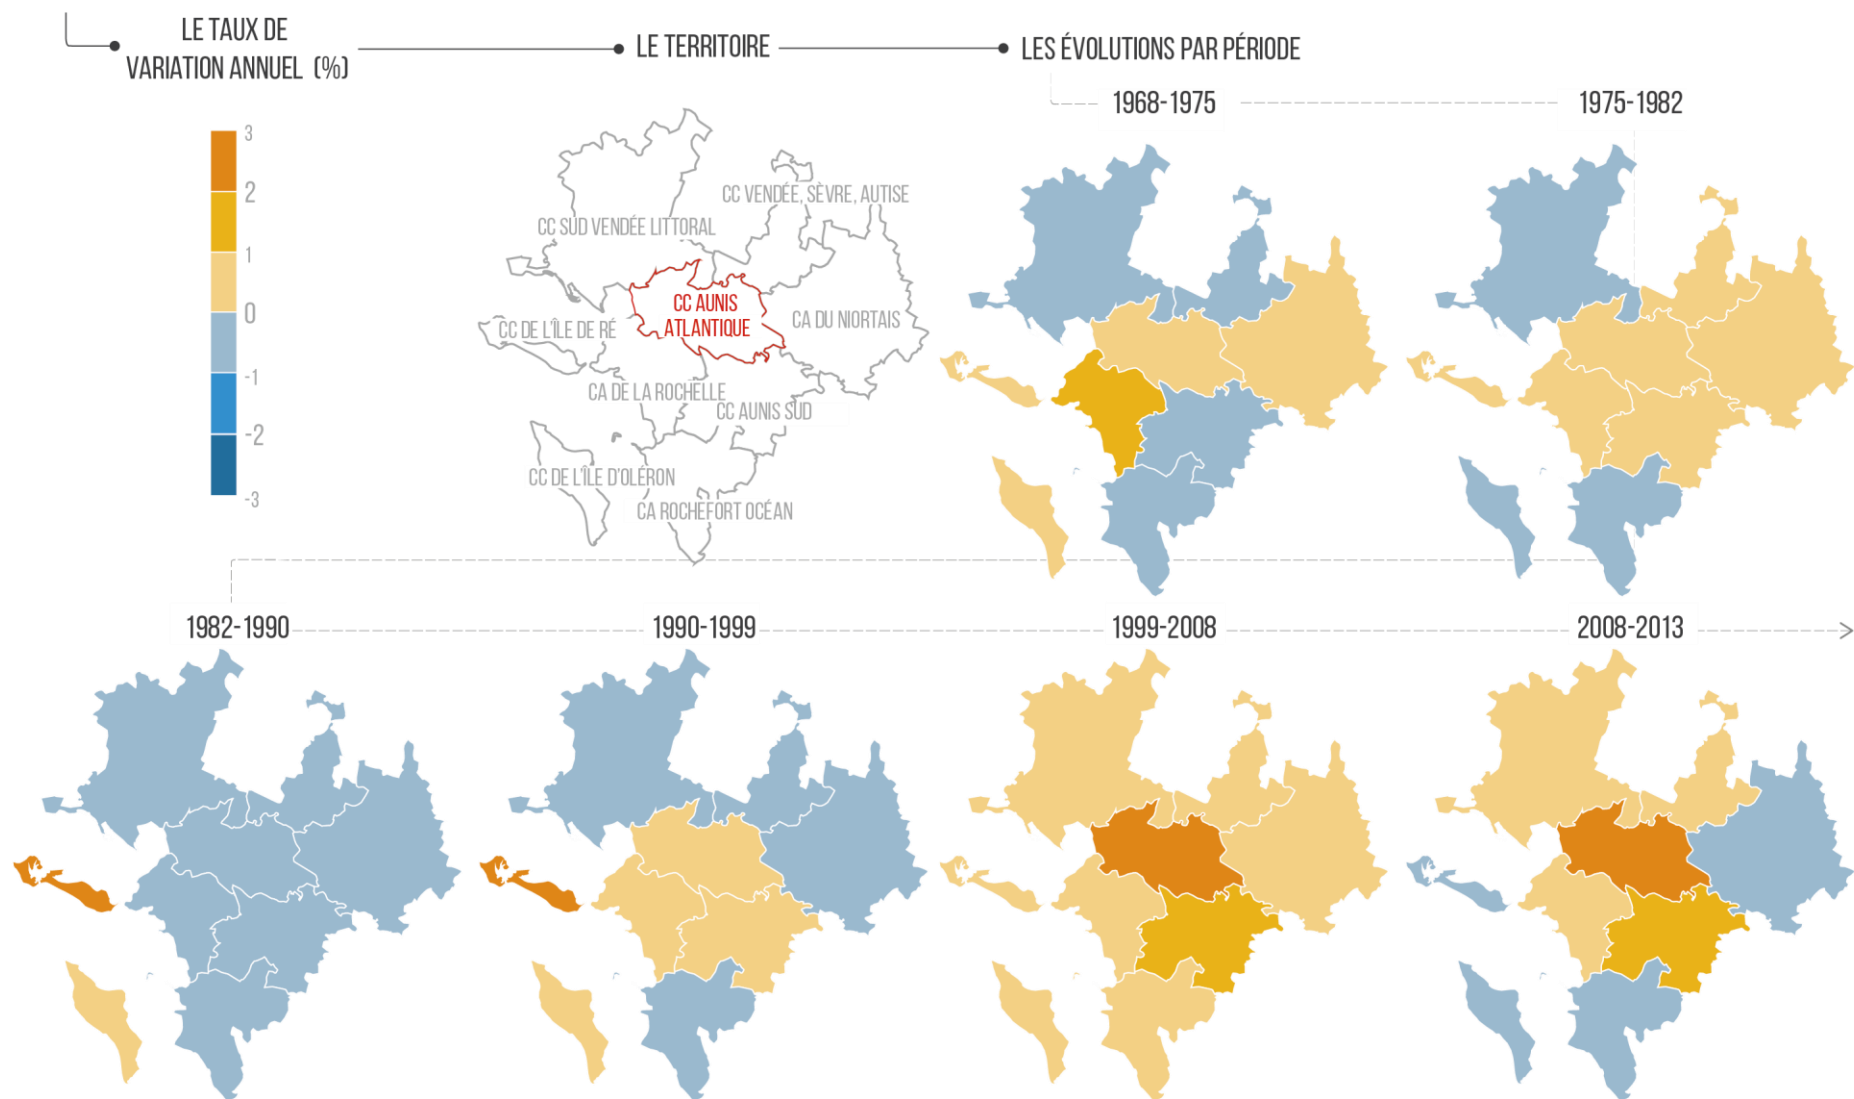 LE TAUX DE
VARIATION ANNUEL (%)
LE TERRITOIRE
LES ÉVOLUTIONS PAR PÉRIODE
1968-1975
1975-1982
3
2
1
0
-1
-2
-3
CC VENDÉE, SÈVRE, AUTISE
CC SUD VENDÉE LITTORAL
CC AUNIS
ATLANTIQUE
CA DU NIORTAIS
CC DE L'ÎLE DE RÉ
CA DE LA ROCHELLE
CC AUNIS SUD
CC DE L'ÎLE D'OLÉRON
CA ROCHEFORT OCÉAN
1982-1990
1990-1999
1999-2008
2008-2013